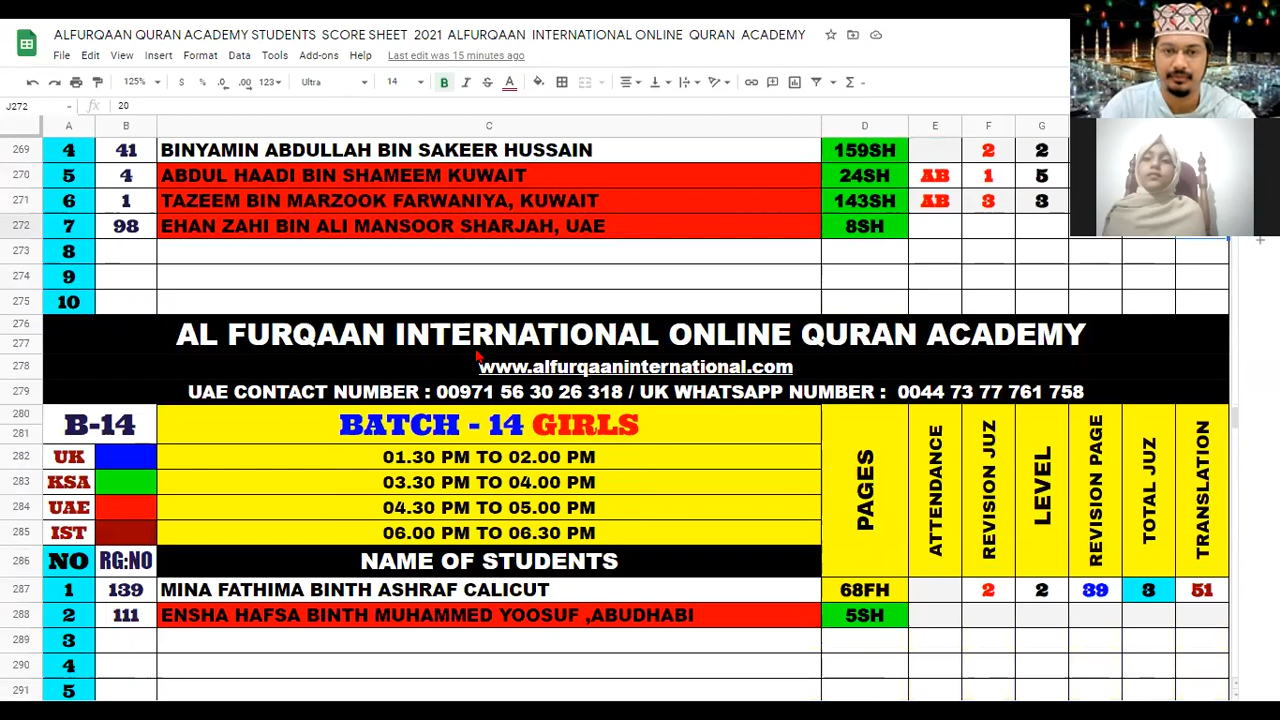 ALFURQAAN QURAN ACADEMY STUDENTS SCORE SHEET 2021 ALFURQAAN INTERNATIONAL ONLINE QURAN ACADEMY
File Edit View Insert Format Data Tools Add-ons Help Last edit was 15 minutes ago
125% $ % .0 .00 123 Ultra 14 B I S A
J272 fx 20
A B C D E F G
269 4 41 BINYAMIN ABDULLAH BIN SAKEER HUSSAIN 159SH 2 2
270 5 4 ABDUL HAADI BIN SHAMEEM KUWAIT 24SH AB 1 5
271 6 1 TAZEEM BIN MARZOOK FARWANIYA, KUWAIT 143SH AB 3 3
272 7 98 EHAN ZAHI BIN ALI MANSOOR SHARJAH, UAE 8SH
273 8
274 9
275 10
276
277 AL FURQAAN INTERNATIONAL ONLINE QURAN ACADEMY
278 www.alfurqaaninternational.com
279 UAE CONTACT NUMBER : 00971 56 30 26 318 / UK WHATSAPP NUMBER : 0044 73 77 761 758
280
281 B-14 BATCH - 14 GIRLS
PAGES ATTENDANCE REVISION JUZ LEVEL REVISION PAGE TOTAL JUZ TRANSLATION
282 UK 01.30 PM TO 02.00 PM
283 KSA 03.30 PM TO 04.00 PM
284 UAE 04.30 PM TO 05.00 PM
285 IST 06.00 PM TO 06.30 PM
286 NO RG:NO NAME OF STUDENTS
287 1 139 MINA FATHIMA BINTH ASHRAF CALICUT 68FH 2 2 39 3 51
288 2 111 ENSHA HAFSA BINTH MUHAMMED YOOSUF ,ABUDHABI 5SH
289 3
290 4
291 5